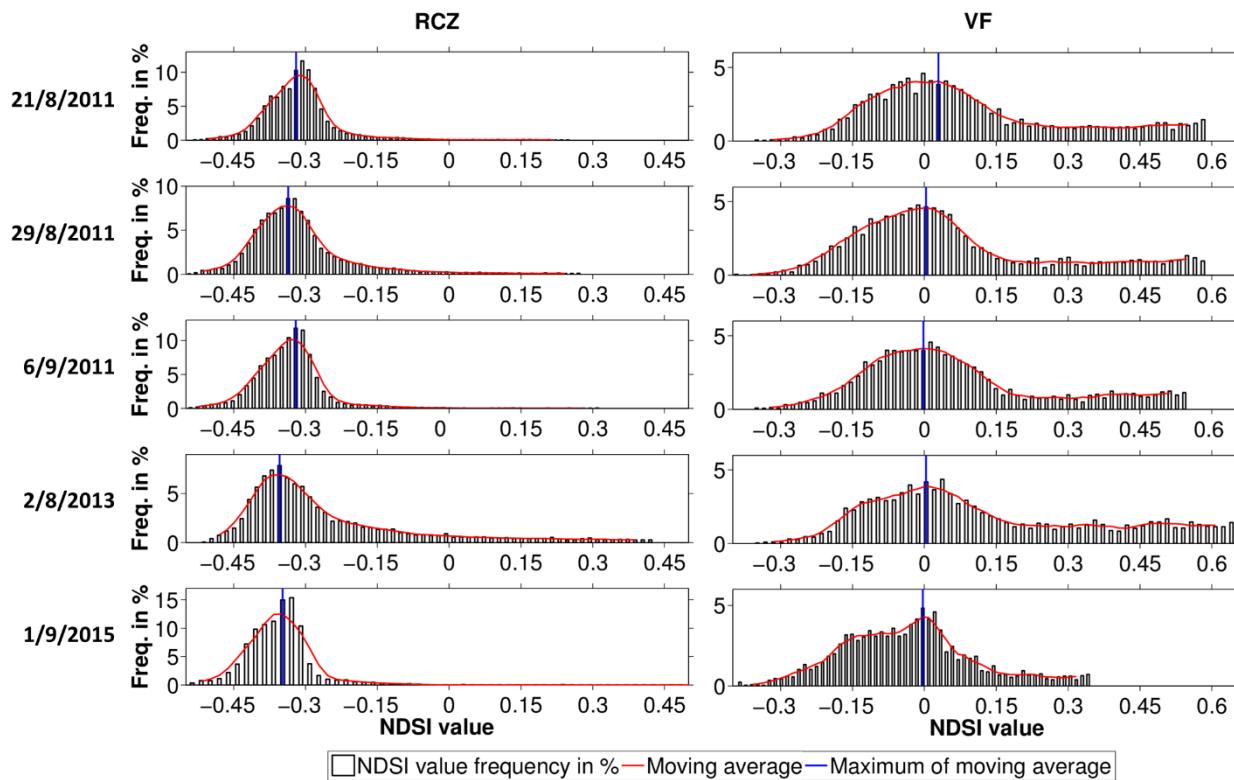 RCZ VF
21/8/2011 Freq. in % 10 5 0 5 0
−0.45 −0.3 −0.15 0 0.15 0.3 0.45 −0.3 −0.15 0 0.15 0.3 0.45 0.6
29/8/2011 Freq. in % 10 5 0 5 0
−0.45 −0.3 −0.15 0 0.15 0.3 0.45 −0.3 −0.15 0 0.15 0.3 0.45 0.6
6/9/2011 Freq. in % 10 5 0 5 0
−0.45 −0.3 −0.15 0 0.15 0.3 0.45 −0.3 −0.15 0 0.15 0.3 0.45 0.6
2/8/2013 Freq. in % 5 0 5 0
−0.45 −0.3 −0.15 0 0.15 0.3 0.45 −0.3 −0.15 0 0.15 0.3 0.45 0.6
1/9/2015 Freq. in % 15 10 5 0 5 0
−0.45 −0.3 −0.15 0 0.15 0.3 0.45 −0.3 −0.15 0 0.15 0.3 0.45 0.6
NDSI value NDSI value
NDSI value frequency in % Moving average Maximum of moving average